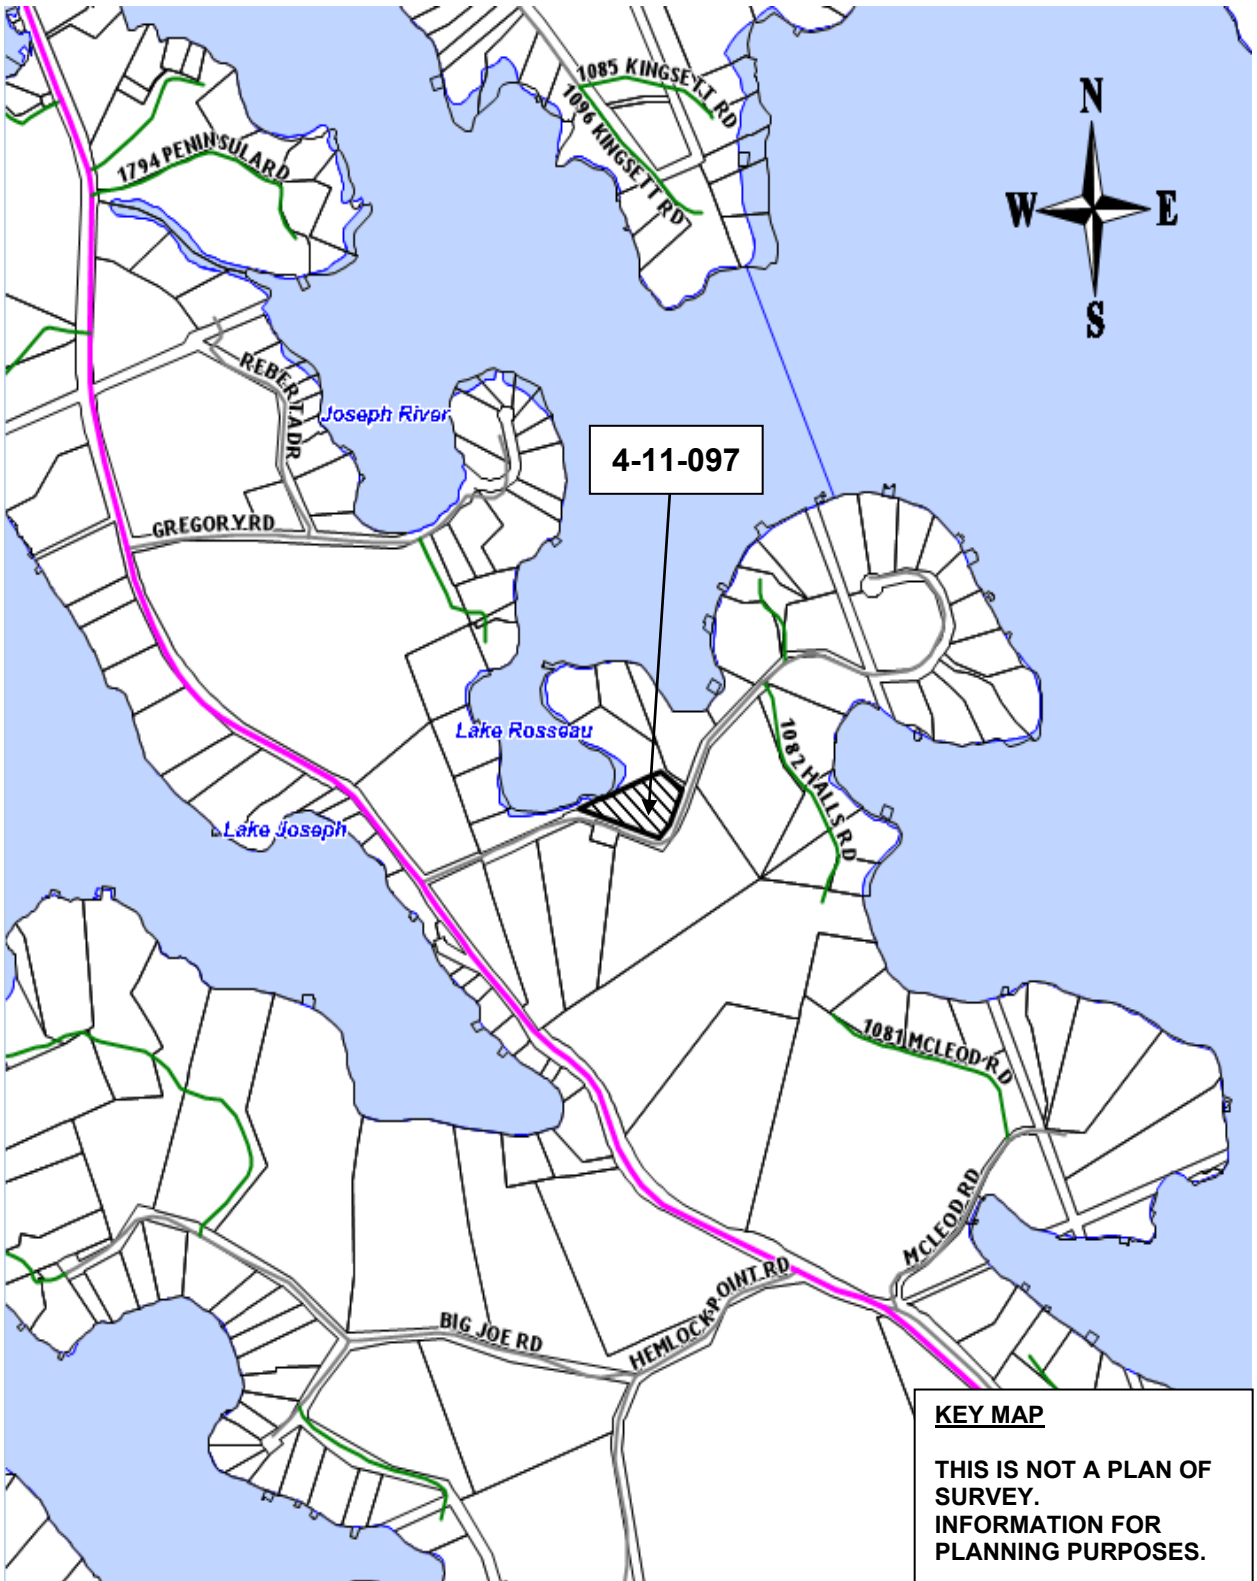 1085 KINGSETT RD
1096 KINGSETT RD
N
W E
S
1794 PENINSULA RD
REBERTA DR
Joseph River
4-11-097
GREGORY RD
Lake Rosseau
1082 HALLS RD
Lake Joseph
1081 MCLEOD RD
MCLEOD RD
HEMLOCK POINT RD
BIG JOE RD
KEY MAP
THIS IS NOT A PLAN OF
SURVEY.
INFORMATION FOR
PLANNING PURPOSES.